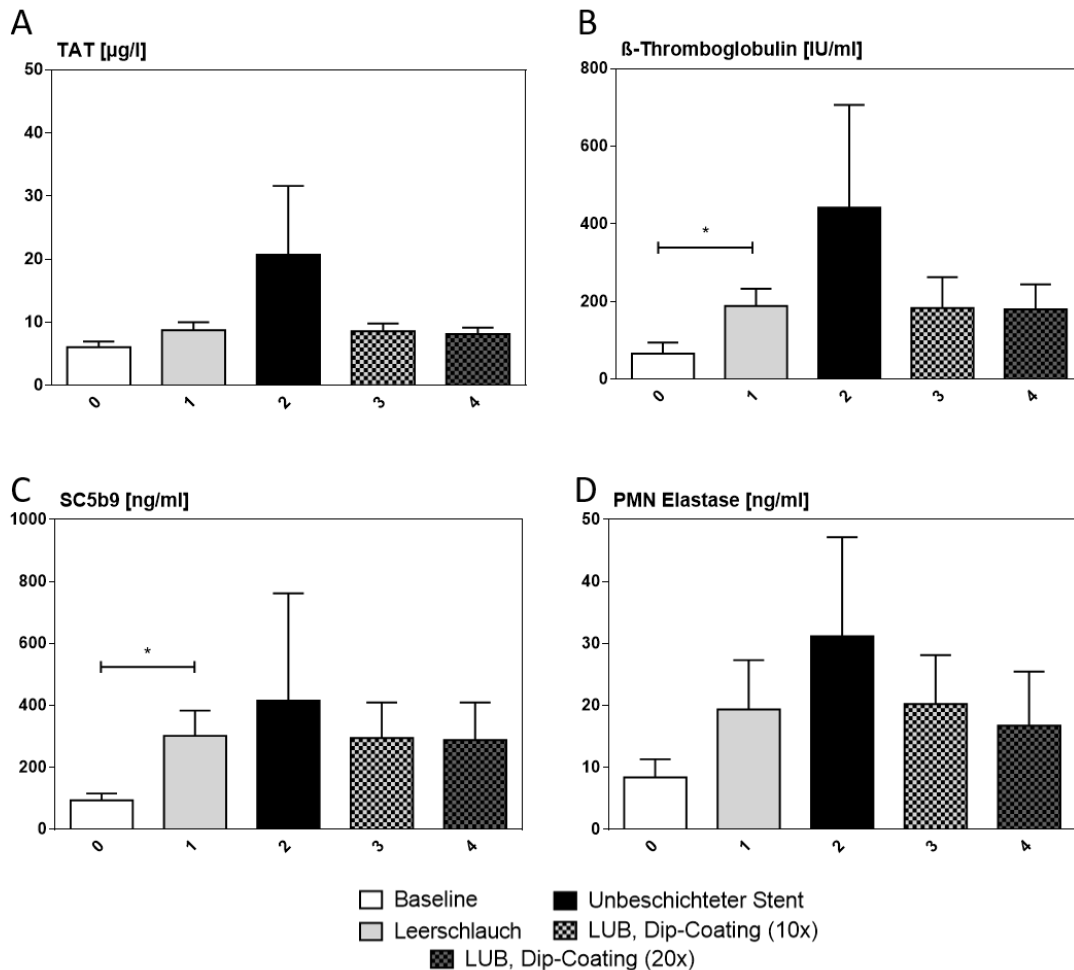 A
TAT [µg/l]
50
40
30
20
10
0
0 1 2 3 4
B
ß-Thromboglobulin [IU/ml]
800
600
400
200
0
*
0 1 2 3 4
C
SC5b9 [ng/ml]
1000
800
600
400
200
0
*
0 1 2 3 4
D
PMN Elastase [ng/ml]
50
40
30
20
10
0
0 1 2 3 4
Baseline Unbeschichteter Stent
Leerschlauch LUB, Dip-Coating (10x)
LUB, Dip-Coating (20x)